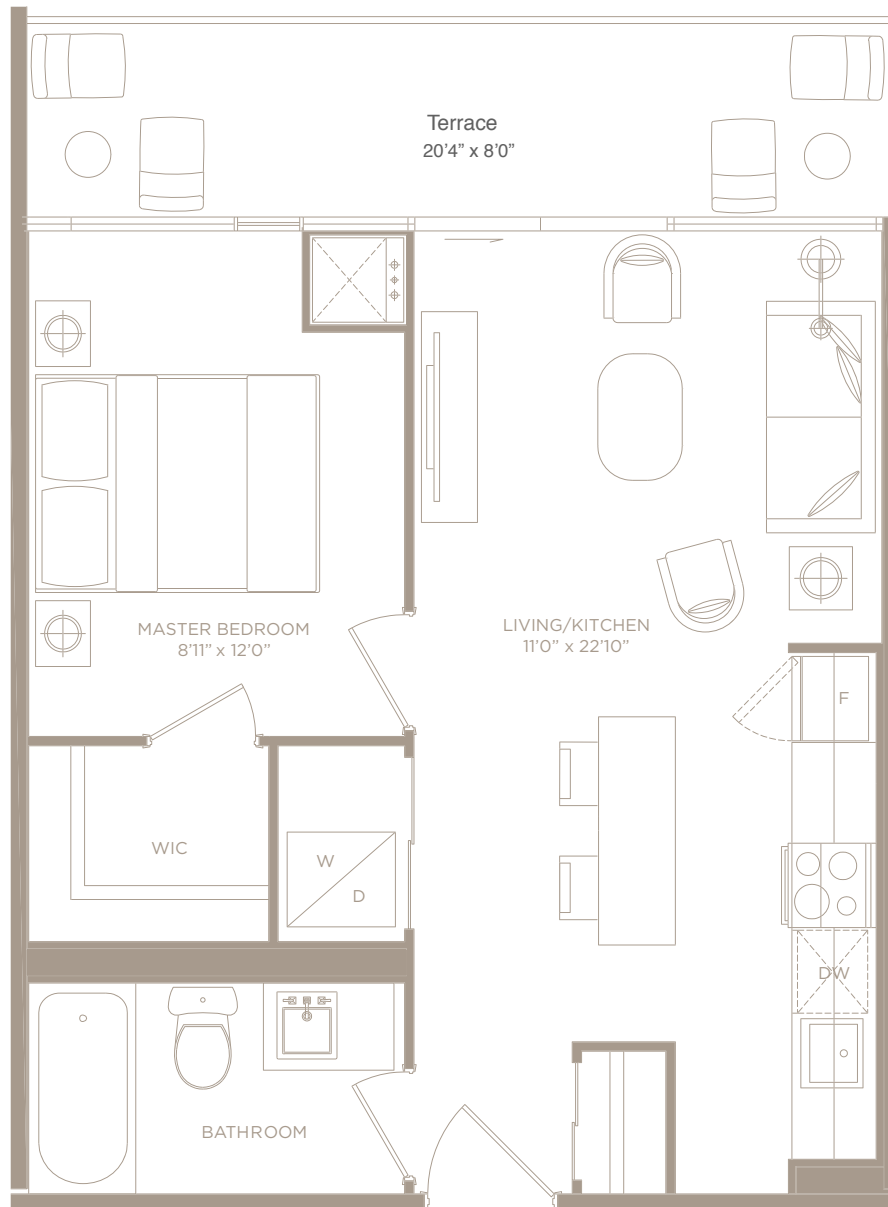 Terrace
20'4” x 8'0”
MASTER BEDROOM
8'11” x 12'0”
LIVING/KITCHEN
11'0” x 22'10”
F
WIC
W
D
DW
BATHROOM